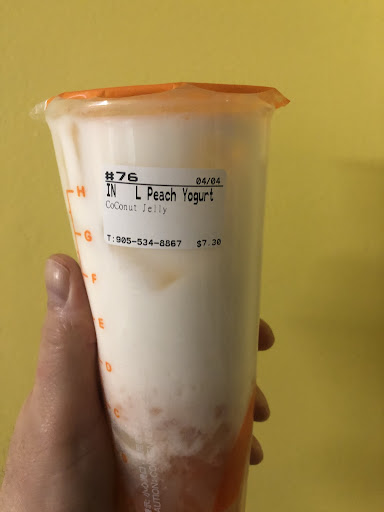 #76 04/04
IN L Peach Yogurt
CoConut Jelly
T:905-534-8867 $7.30
H
G
F
E
D
C